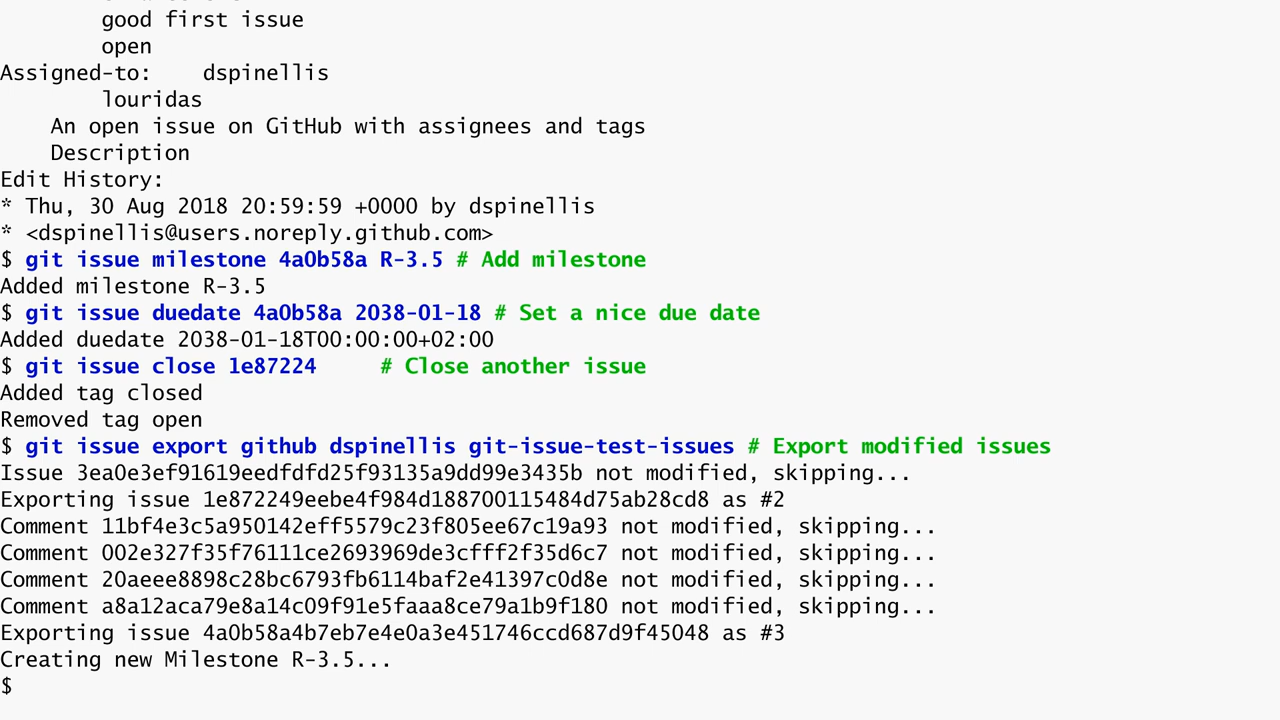 good first issue
open
Assigned-to:    dspinellis
louridas
An open issue on GitHub with assignees and tags
Description
Edit History:
* Thu, 30 Aug 2018 20:59:59 +0000 by dspinellis
* <dspinellis@users.noreply.github.com>
$ git issue milestone 4a0b58a R-3.5 # Add milestone
Added milestone R-3.5
$ git issue duedate 4a0b58a 2038-01-18 # Set a nice due date
Added duedate 2038-01-18T00:00:00+02:00
$ git issue close 1e87224     # Close another issue
Added tag closed
Removed tag open
$ git issue export github dspinellis git-issue-test-issues # Export modified issues
Issue 3ea0e3ef91619eedfdfd25f93135a9dd99e3435b not modified, skipping...
Exporting issue 1e872249eebe4f984d188700115484d75ab28cd8 as #2
Comment 11bf4e3c5a950142eff5579c23f805ee67c19a93 not modified, skipping...
Comment 002e327f35f76111ce2693969de3cfff2f35d6c7 not modified, skipping...
Comment 20aeee8898c28bc6793fb6114baf2e41397c0d8e not modified, skipping...
Comment a8a12aca79e8a14c09f91e5faaa8ce79a1b9f180 not modified, skipping...
Exporting issue 4a0b58a4b7eb7e4e0a3e451746ccd687d9f45048 as #3
Creating new Milestone R-3.5...
$